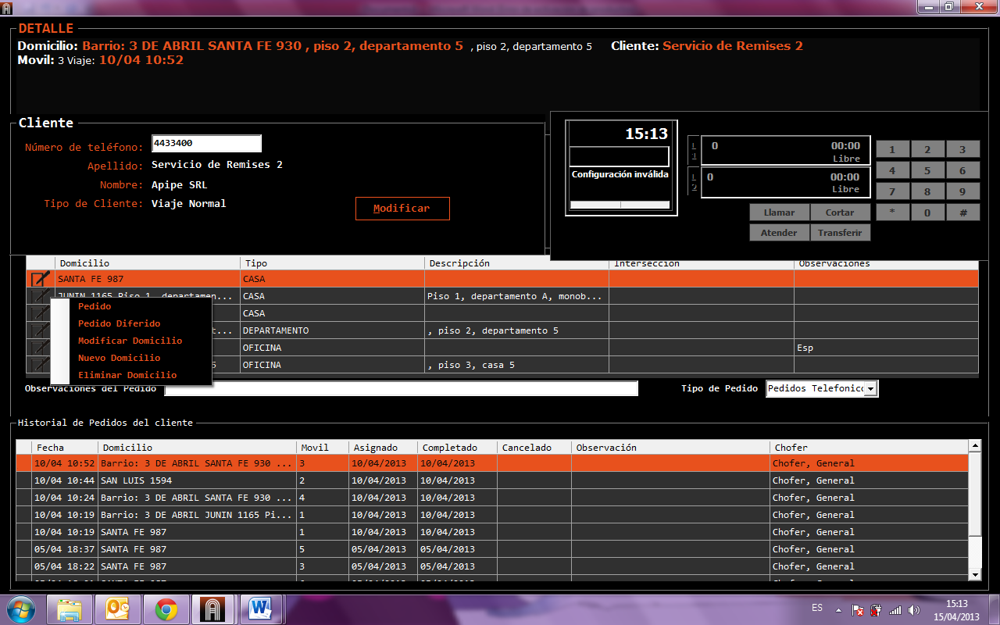 DETALLE
Domicilio: Barrio: 3 DE ABRIL SANTA FE 930 , piso 2, departamento 5 , piso 2, departamento 5 Cliente: Servicio de Remises 2
Movil: 3 Viaje: 10/04 10:52
Cliente
Número de teléfono: 4433400
Apellido: Servicio de Remises 2
Nombre: Apipe SRL
Tipo de Cliente: Viaje Normal
Modificar
15:13
Configuración inválida
L1 0 00:00
Libre
L2 0 00:00
Libre
Llamar Cortar
Atender Transferir
1 2 3
4 5 6
7 8 9
* 0 #
Domicilio Tipo Descripción Intersección Observaciones
SANTA FE 987 CASA
JUNIN 1165 Piso 1, departamen... CASA Piso 1, departamento A, monob...
CASA
t... DEPARTAMENTO , piso 2, departamento 5
OFICINA Esp
5 OFICINA , piso 3, casa 5
Pedido
Pedido Diferido
Modificar Domicilio
Nuevo Domicilio
Eliminar Domicilio
Observaciones del Pedido Tipo de Pedido Pedidos Telefonicc
Historial de Pedidos del cliente
Fecha Domicilio Movil Asignado Completado Cancelado Observación Chofer
10/04 10:52 Barrio: 3 DE ABRIL SANTA FE 930 ... 3 10/04/2013 10/04/2013 Chofer, General
10/04 10:44 SAN LUIS 1594 2 10/04/2013 10/04/2013 Chofer, General
10/04 10:24 Barrio: 3 DE ABRIL SANTA FE 930 ... 4 10/04/2013 10/04/2013 Chofer, General
10/04 10:19 Barrio: 3 DE ABRIL JUNIN 1165 Pi... 1 10/04/2013 10/04/2013 Chofer, General
10/04 10:19 SANTA FE 987 1 10/04/2013 10/04/2013 Chofer, General
05/04 18:37 SANTA FE 987 5 05/04/2013 05/04/2013 Chofer, General
05/04 18:22 SANTA FE 987 3 05/04/2013 05/04/2013 Chofer, General
ES
15:13
15/04/2013